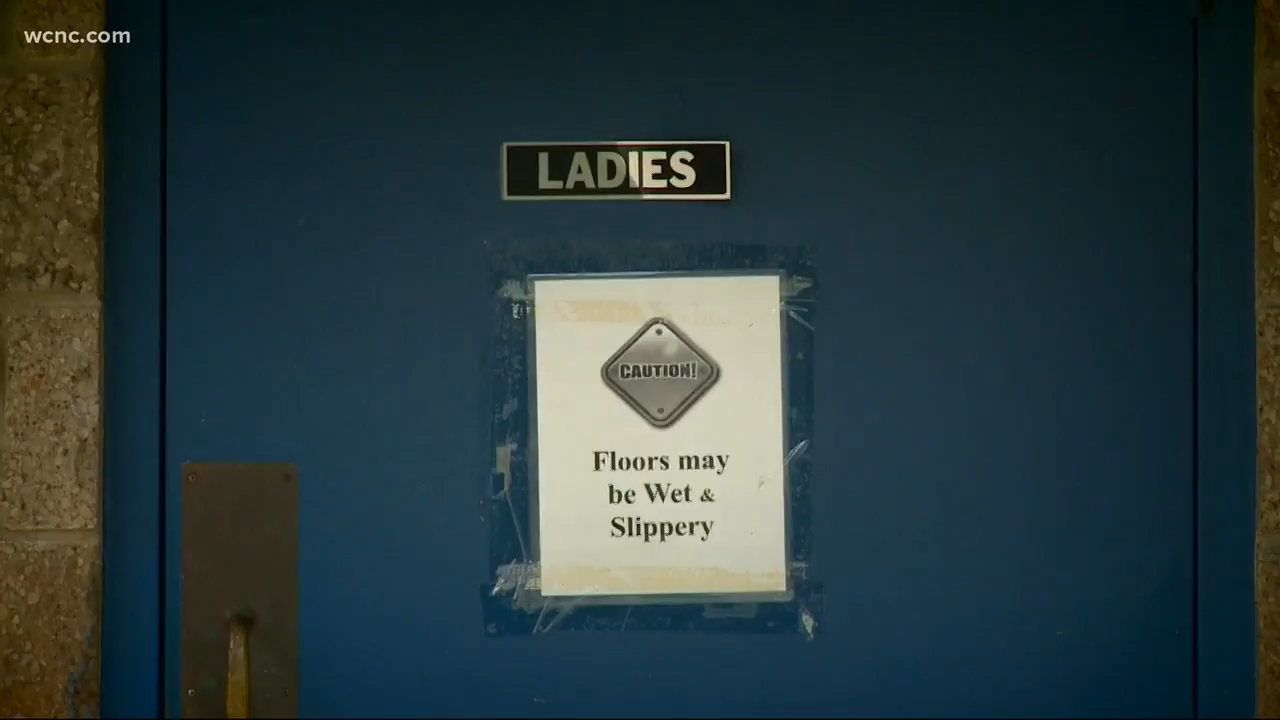 wcnc.com
LADIES
CAUTION!
Floors may
be Wet &
Slippery